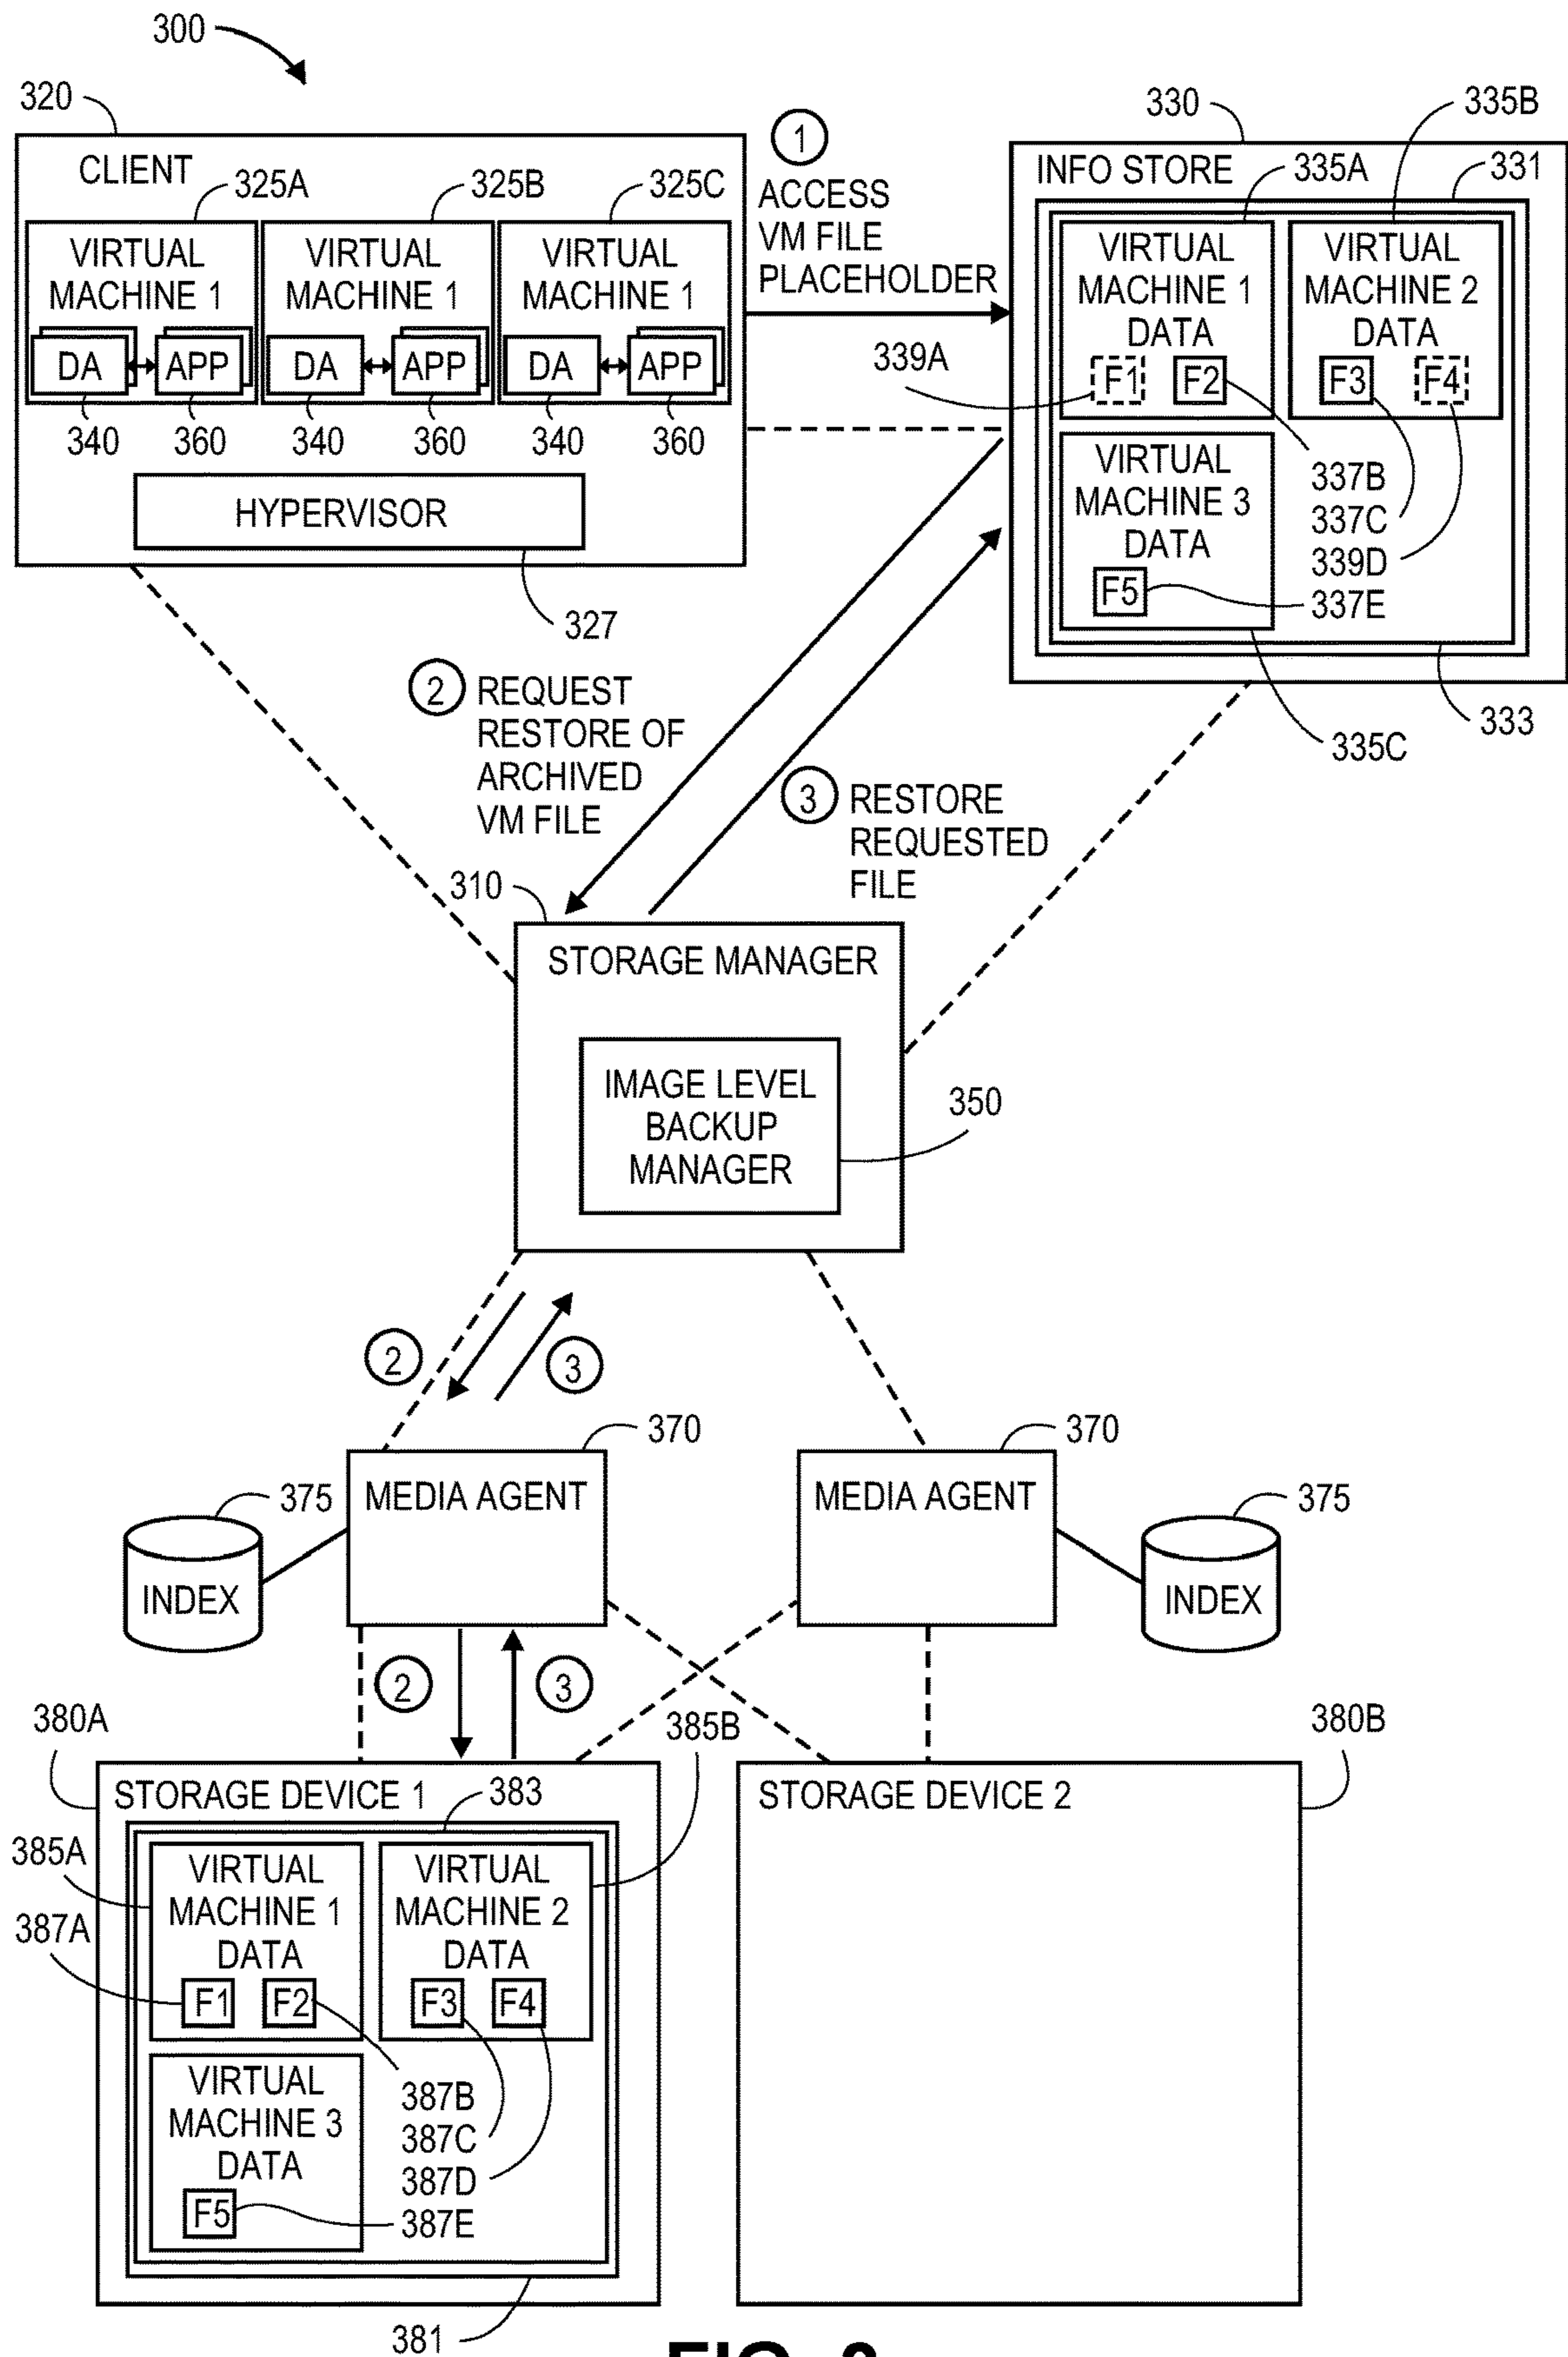 300
320
CLIENT
325A
325B
325C
VIRTUAL
MACHINE 1
DA
APP
340
360
VIRTUAL
MACHINE 1
DA
APP
340
360
VIRTUAL
MACHINE 1
DA
APP
340
360
HYPERVISOR
327
1
ACCESS
VM FILE
PLACEHOLDER
330
335B
INFO STORE
335A
331
VIRTUAL
MACHINE 1
DATA
F1
F2
VIRTUAL
MACHINE 2
DATA
F3
F4
339A
VIRTUAL
MACHINE 3
DATA
F5
337B
337C
339D
337E
333
335C
2
REQUEST
RESTORE OF
ARCHIVED
VM FILE
3
RESTORE
REQUESTED
FILE
310
STORAGE MANAGER
IMAGE LEVEL
BACKUP
MANAGER
350
2
3
370
MEDIA AGENT
375
INDEX
370
MEDIA AGENT
375
INDEX
2
3
380A
385B
380B
STORAGE DEVICE 1
383
385A
VIRTUAL
MACHINE 1
DATA
F1
F2
387A
VIRTUAL
MACHINE 2
DATA
F3
F4
VIRTUAL
MACHINE 3
DATA
F5
387B
387C
387D
387E
381
STORAGE DEVICE 2